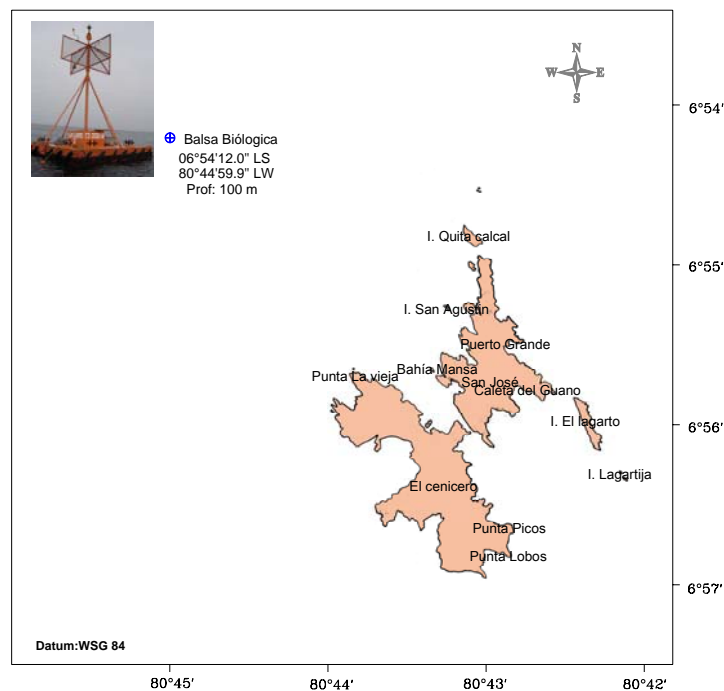 N
W E
S
6°54'
Balsa Biólogica
06°54'12.0" LS
80°44'59.9" LW
Prof: 100 m
I. Quita calcal
6°55'
I. San Agustin
Puerto Grande
Bahía Mansa
Punta La vieja
San José
Caleta del Guano
I. El lagarto
6°56'
I. Lagartija
El cenicero
Punta Picos
Punta Lobos
6°57'
Datum:WSG 84
80°45'
80°44'
80°43'
80°42'